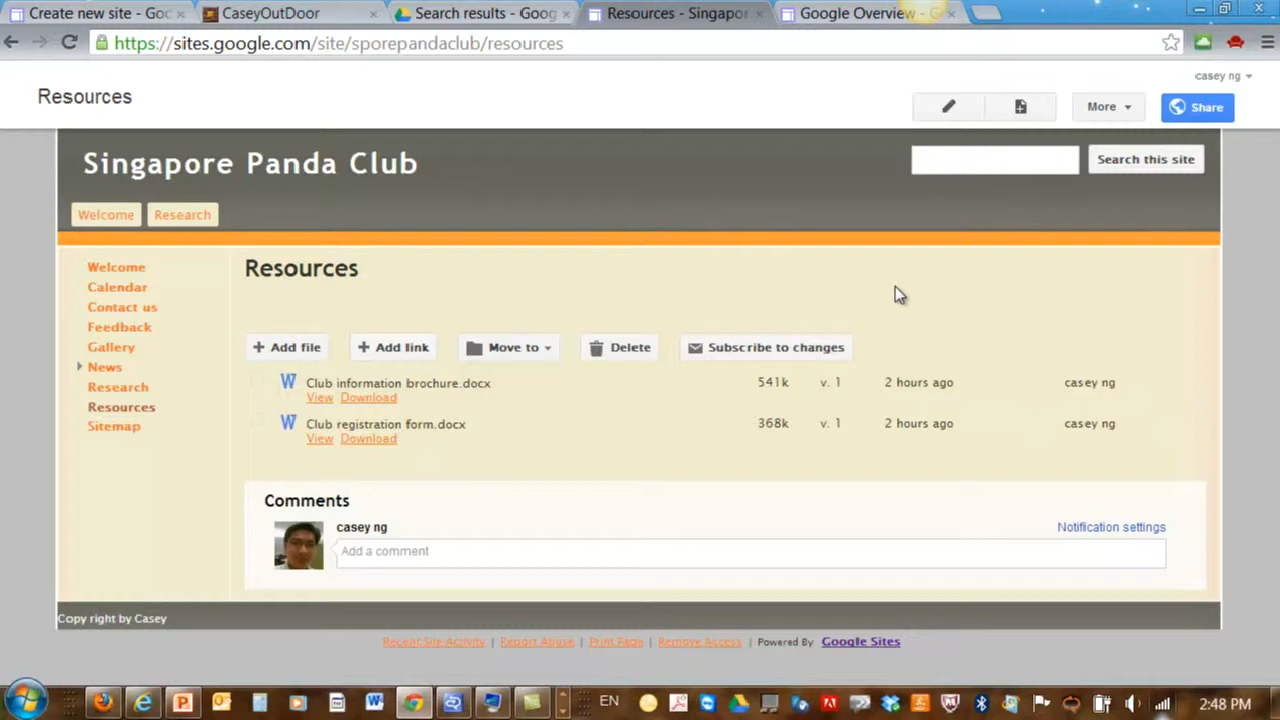 Create new site - Goo
CaseyOutDoor
Search results - Goog
Resources - Singapor
Google Overview - G
https://sites.google.com/site/sporepandaclub/resources
casey ng
Resources
More
Share
Singapore Panda Club
Search this site
Welcome
Research
Welcome
Calendar
Contact us
Feedback
Gallery
News
Research
Resources
Sitemap
Resources
+ Add file
+ Add link
Move to
Delete
Subscribe to changes
W Club information brochure.docx 541k v. 1 2 hours ago casey ng
View Download
W Club registration form.docx 368k v. 1 2 hours ago casey ng
View Download
Comments
casey ng
Notification settings
Add a comment
Copy right by Casey
Recent Site Activity | Report Abuse | Print Page | Remove Access | Powered By Google Sites
EN
2:48 PM